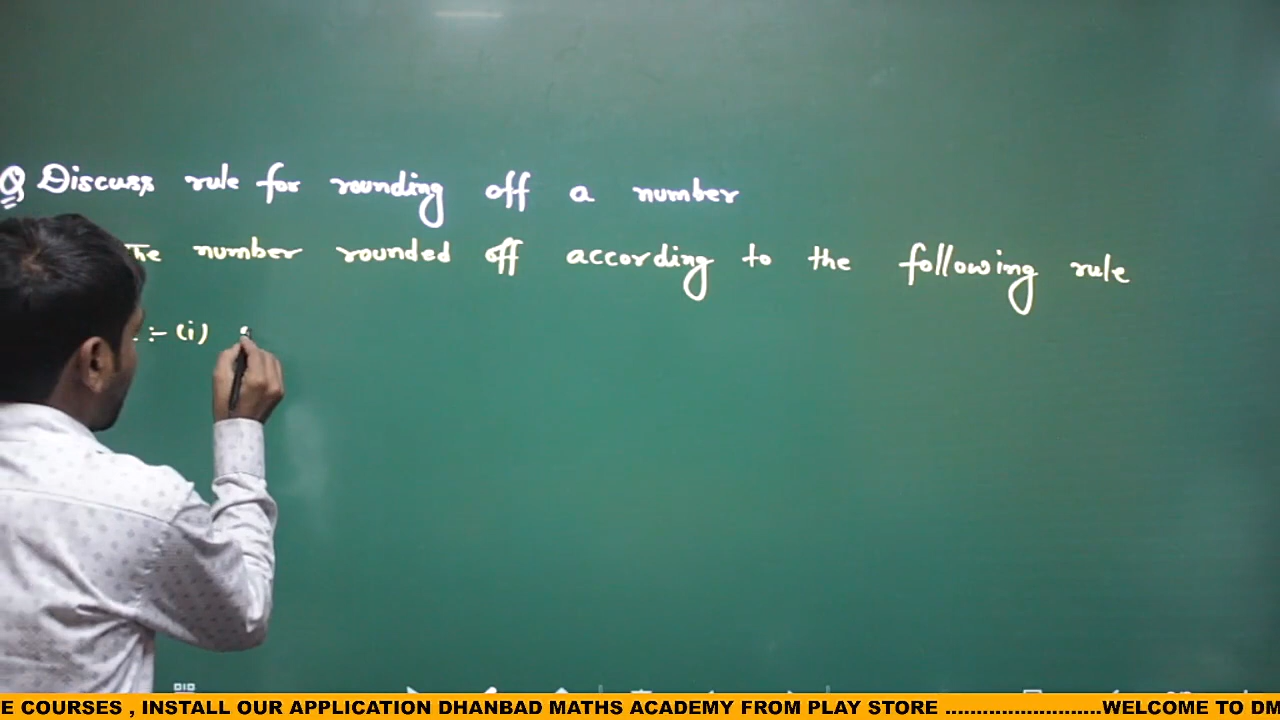 Q Discuss rule for rounding off a number
The number rounded off according to the following rule
:- (i)
E COURSES , INSTALL OUR APPLICATION DHANBAD MATHS ACADEMY FROM PLAY STORE .........................WELCOME TO DM